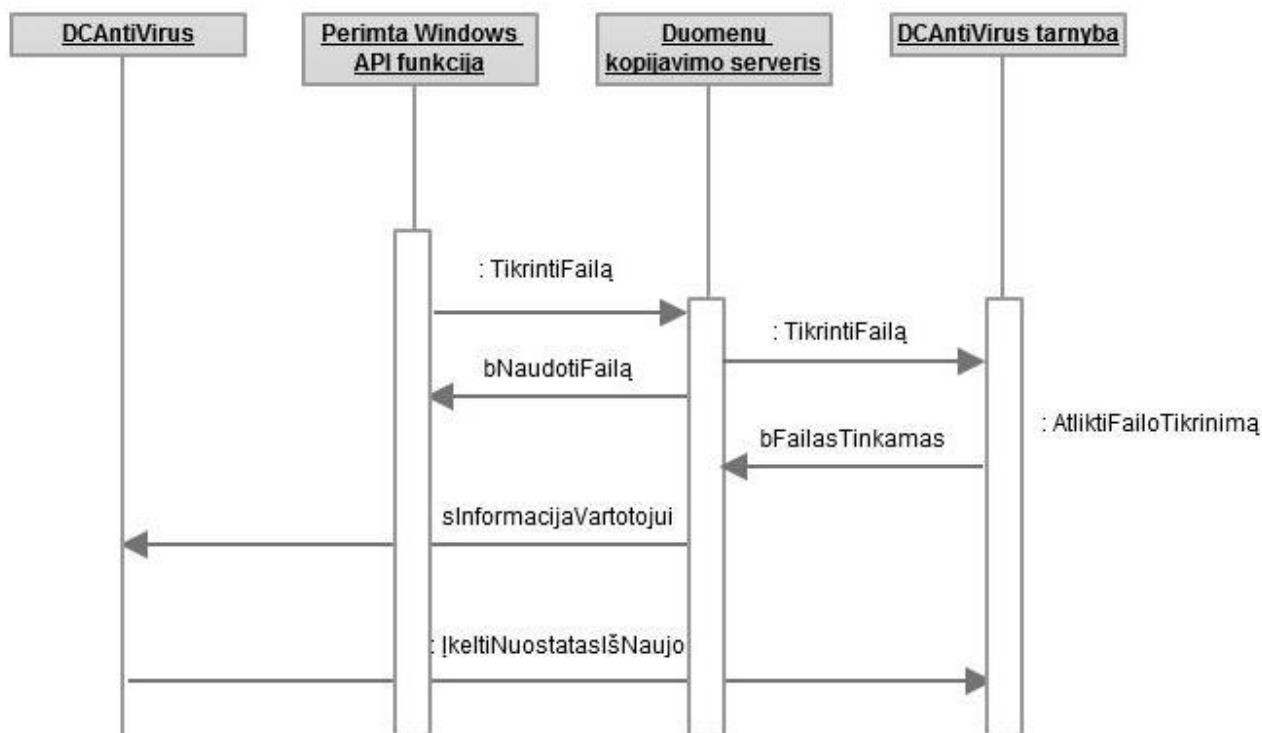 DCAntiVirus
Perimta Windows
API funkcija
Duomenų
kopijavimo serveris
DCAntiVirus tarnyba
: TikrintiFailą
: TikrintiFailą
bNaudotiFailą
: AtliktiFailoTikrinimą
bFailasTinkamas
sInformacijaVartotojui
: ĮkeltiNuostatasIšNaujo